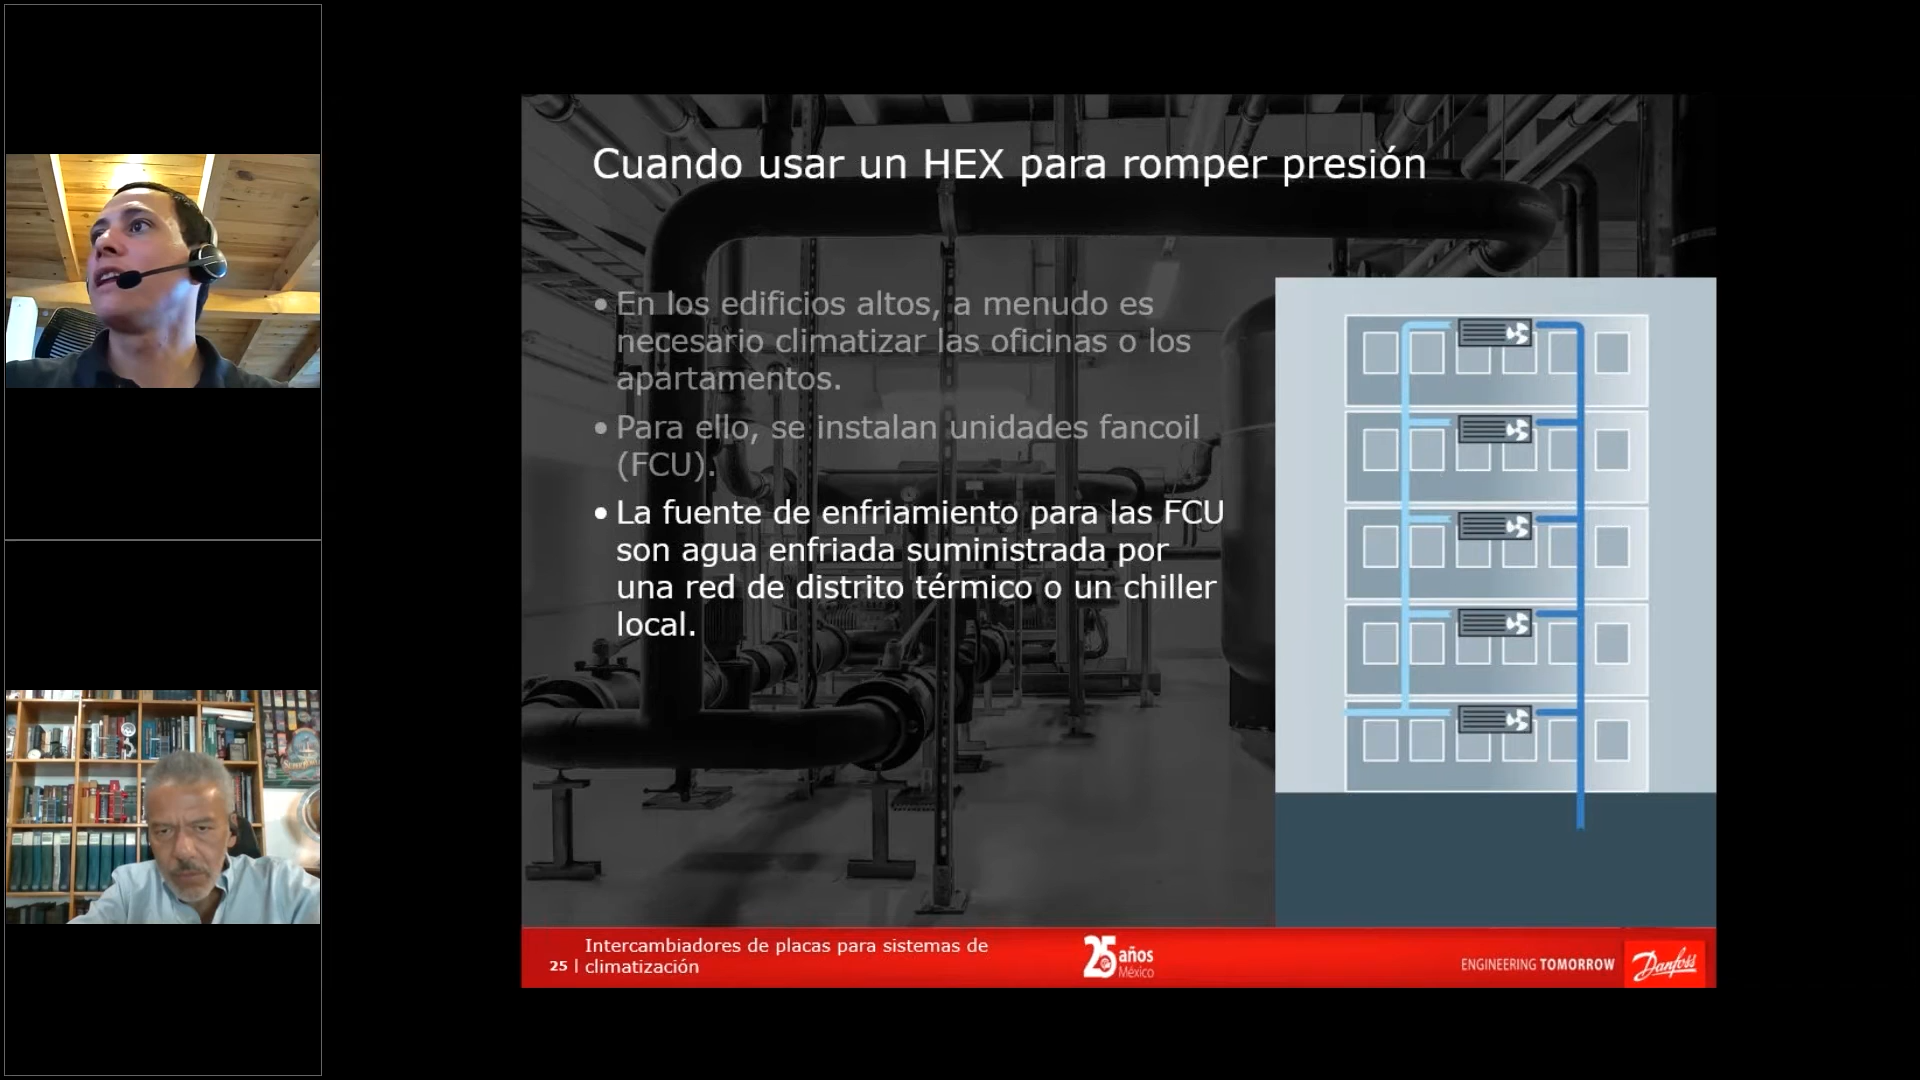 Cuando usar un HEX para romper presión
• En los edificios altos, a menudo es
necesario climatizar las oficinas o los
apartamentos.
• Para ello, se instalan unidades fancoil
(FCU).
• La fuente de enfriamiento para las FCU
son agua enfriada suministrada por
una red de distrito térmico o un chiller
local.
25 | Intercambiadores de placas para sistemas de
climatización
25 años
México
ENGINEERING TOMORROW
Danfoss